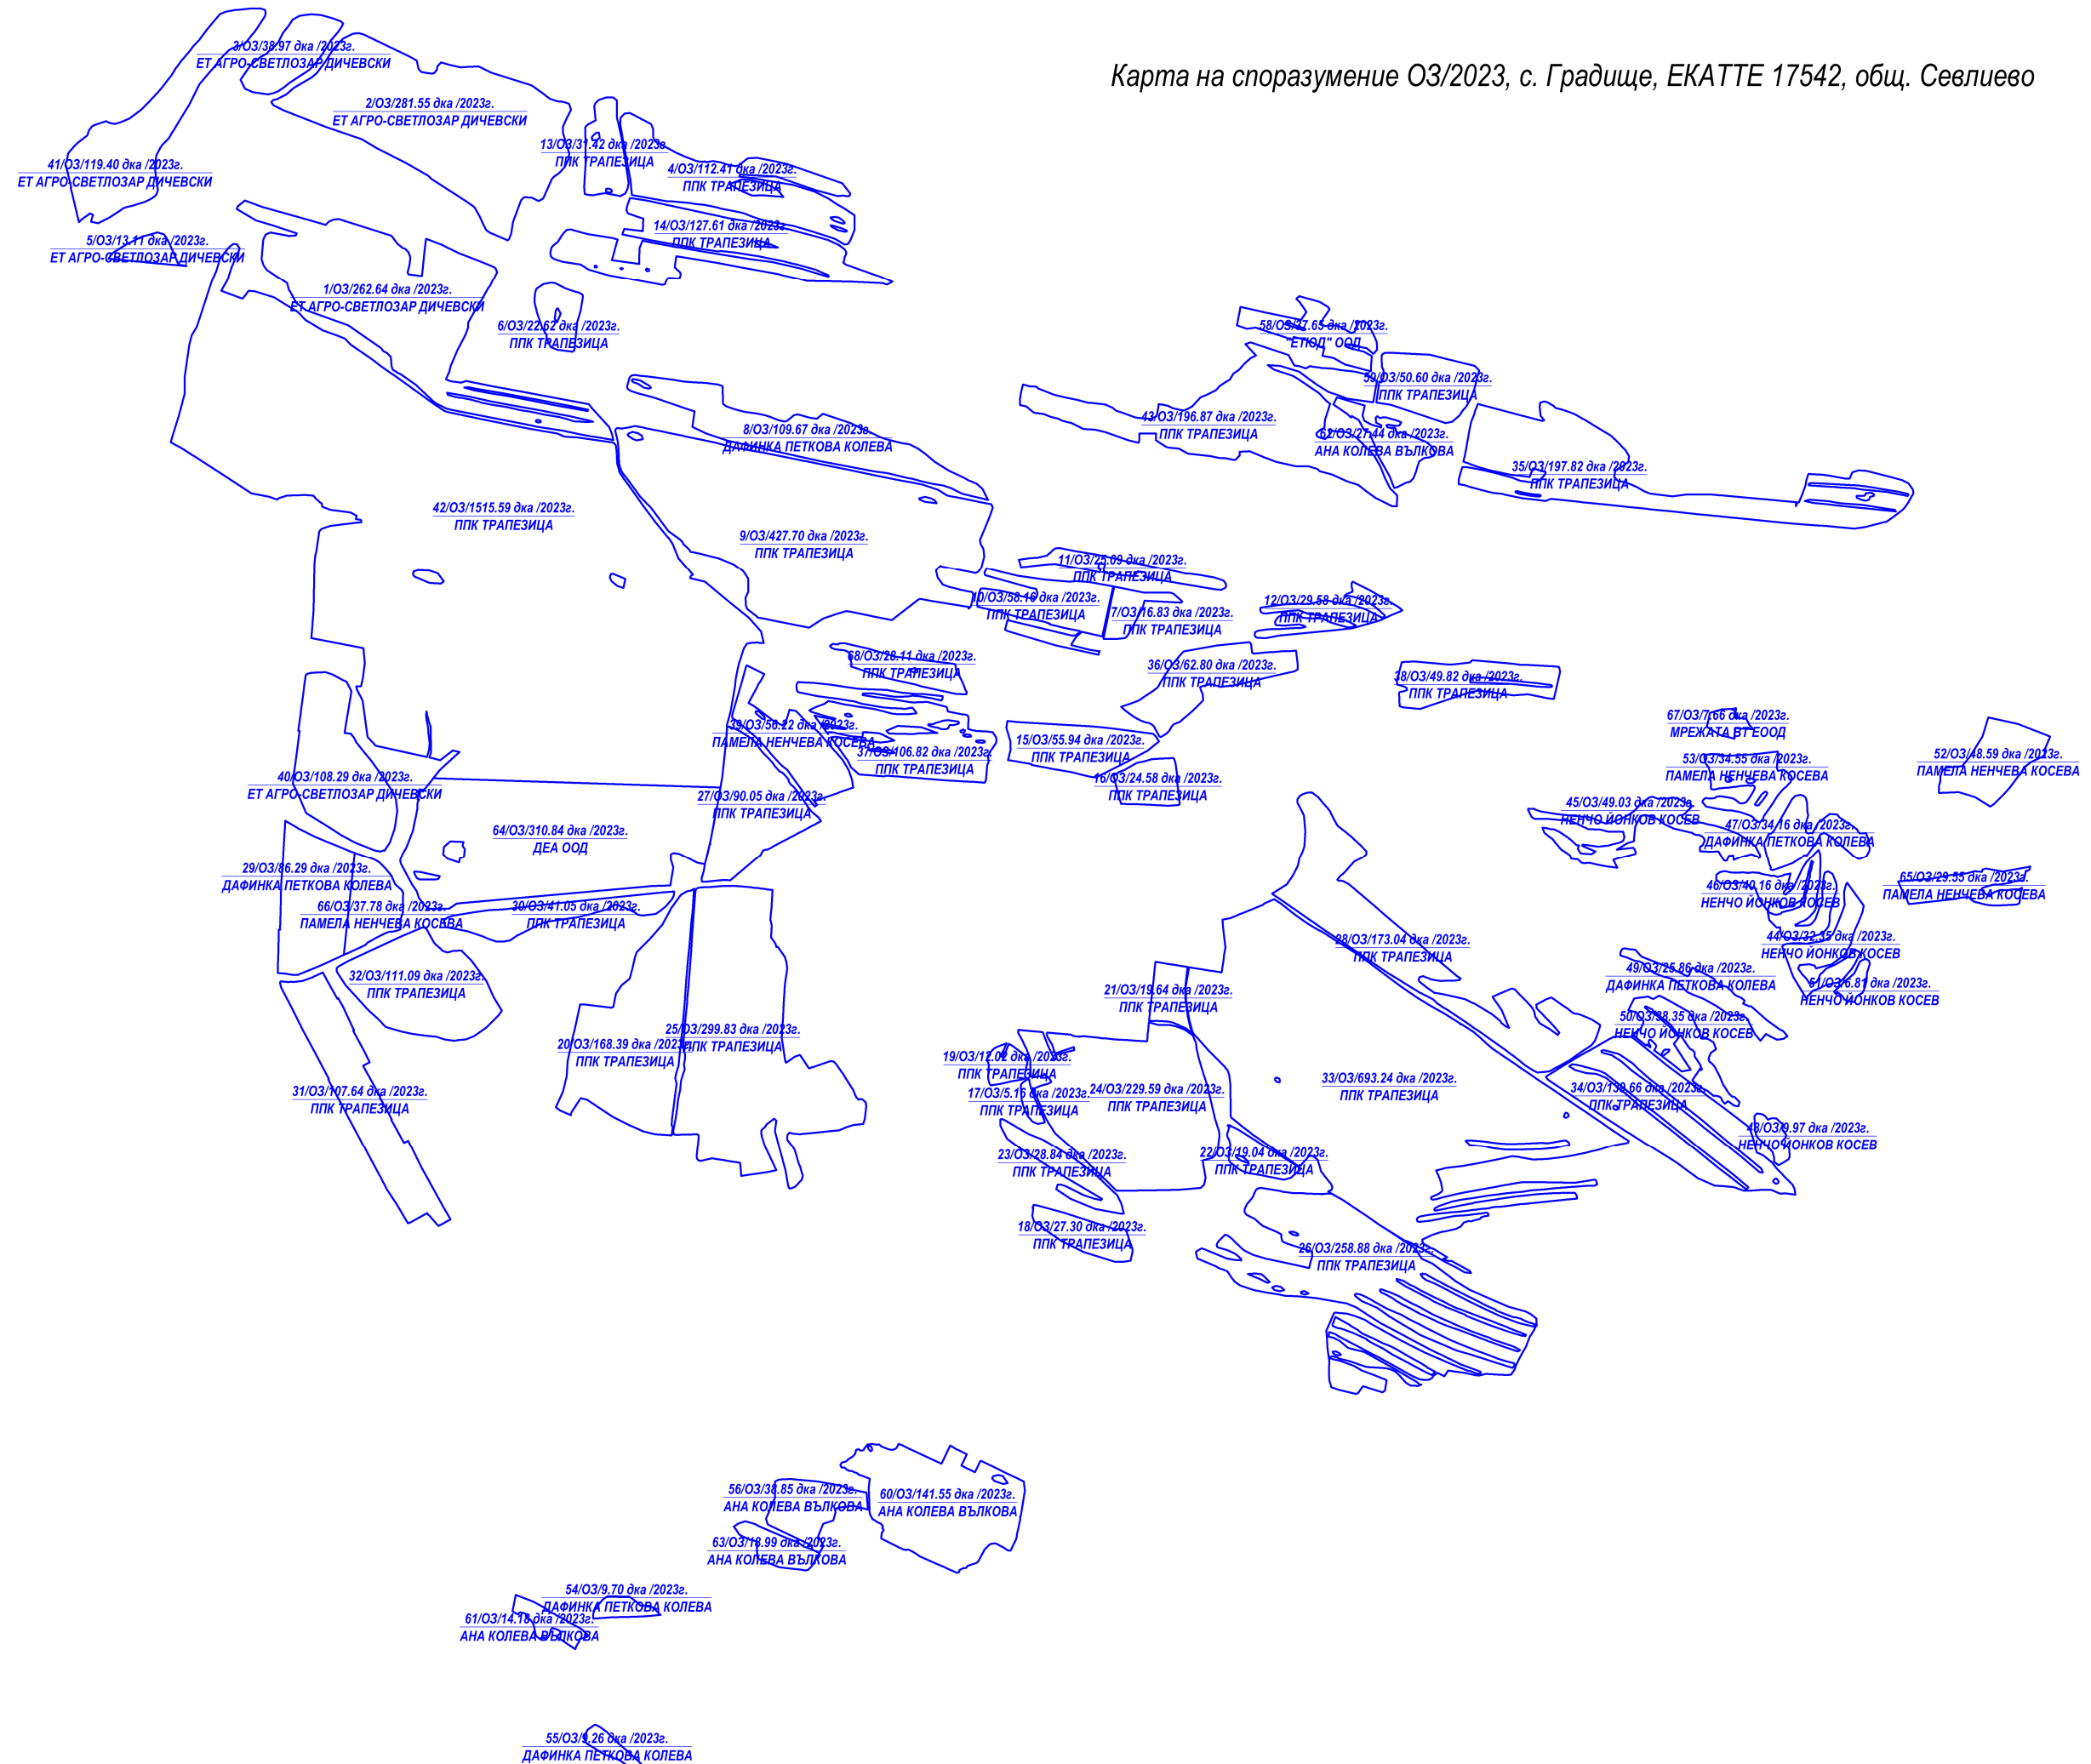 Карта на споразумение ОЗ/2023, с. Градище, ЕКАТТЕ 17542, общ. Севлиево
3/ОЗ/38.97 дка /2023г.
ЕТ АГРО-СВЕТЛОЗАР ДИЧЕВСКИ
2/ОЗ/281.55 дка /2023г.
ЕТ АГРО-СВЕТЛОЗАР ДИЧЕВСКИ
13/ОЗ/31.42 дка /2023г.
ППК ТРАПЕЗИЦА
41/ОЗ/119.40 дка /2023г.
ЕТ АГРО-СВЕТЛОЗАР ДИЧЕВСКИ
4/ОЗ/112.41 дка /2023г.
ППК ТРАПЕЗИЦА
14/ОЗ/127.61 дка /2023г.
ППК ТРАПЕЗИЦА
5/ОЗ/13.11 дка /2023г.
ЕТ АГРО-СВЕТЛОЗАР ДИЧЕВСКИ
1/ОЗ/262.64 дка /2023г.
ЕТ АГРО-СВЕТЛОЗАР ДИЧЕВСКИ
6/ОЗ/22.62 дка /2023г.
ППК ТРАПЕЗИЦА
58/ОЗ/37.65 дка /2023г.
"ЕТЮД" ООД
59/ОЗ/50.60 дка /2023г.
ППК ТРАПЕЗИЦА
43/ОЗ/196.87 дка /2023г.
ППК ТРАПЕЗИЦА
8/ОЗ/109.67 дка /2023г.
ДАФИНКА ПЕТКОВА КОЛЕВА
62/ОЗ/27.44 дка /2023г.
АНА КОЛЕВА ВЪЛКОВА
35/ОЗ/197.82 дка /2023г.
ППК ТРАПЕЗИЦА
42/ОЗ/1515.59 дка /2023г.
ППК ТРАПЕЗИЦА
9/ОЗ/427.70 дка /2023г.
ППК ТРАПЕЗИЦА
11/ОЗ/25.09 дка /2023г.
ППК ТРАПЕЗИЦА
10/ОЗ/58.16 дка /2023г.
ППК ТРАПЕЗИЦА
7/ОЗ/16.83 дка /2023г.
ППК ТРАПЕЗИЦА
12/ОЗ/29.58 дка /2023г.
ППК ТРАПЕЗИЦА
68/ОЗ/28.11 дка /2023г.
ППК ТРАПЕЗИЦА
36/ОЗ/62.80 дка /2023г.
ППК ТРАПЕЗИЦА
38/ОЗ/49.82 дка /2023г.
ППК ТРАПЕЗИЦА
67/ОЗ/7.66 дка /2023г.
МРЕЖАТА ВТ ЕООД
39/ОЗ/56.22 дка /2023г.
ПАМЕЛА НЕНЧЕВА КОСЕВА
37/ОЗ/106.82 дка /2023г.
ППК ТРАПЕЗИЦА
15/ОЗ/55.94 дка /2023г.
ППК ТРАПЕЗИЦА
53/ОЗ/34.55 дка /2023г.
ПАМЕЛА НЕНЧЕВА КОСЕВА
52/ОЗ/48.59 дка /2023г.
ПАМЕЛА НЕНЧЕВА КОСЕВА
40/ОЗ/108.29 дка /2023г.
ЕТ АГРО-СВЕТЛОЗАР ДИЧЕВСКИ
16/ОЗ/24.58 дка /2023г.
ППК ТРАПЕЗИЦА
27/ОЗ/90.05 дка /2023г.
ППК ТРАПЕЗИЦА
45/ОЗ/49.03 дка /2023г.
НЕНЧО ЙОНКОВ КОСЕВ
47/ОЗ/34.16 дка /2023г.
ДАФИНКА ПЕТКОВА КОЛЕВА
64/ОЗ/310.84 дка /2023г.
ДЕА ООД
29/ОЗ/86.29 дка /2023г.
ДАФИНКА ПЕТКОВА КОЛЕВА
46/ОЗ/40.16 дка /2023г.
НЕНЧО ЙОНКОВ КОСЕВ
65/ОЗ/29.55 дка /2023г.
ПАМЕЛА НЕНЧЕВА КОСЕВА
66/ОЗ/37.78 дка /2023г.
ПАМЕЛА НЕНЧЕВА КОСЕВА
30/ОЗ/41.05 дка /2023г.
ППК ТРАПЕЗИЦА
28/ОЗ/173.04 дка /2023г.
ППК ТРАПЕЗИЦА
44/ОЗ/32.35 дка /2023г.
НЕНЧО ЙОНКОВ КОСЕВ
32/ОЗ/111.09 дка /2023г.
ППК ТРАПЕЗИЦА
49/ОЗ/25.86 дка /2023г.
ДАФИНКА ПЕТКОВА КОЛЕВА
51/ОЗ/6.81 дка /2023г.
НЕНЧО ЙОНКОВ КОСЕВ
21/ОЗ/19.64 дка /2023г.
ППК ТРАПЕЗИЦА
50/ОЗ/38.35 дка /2023г.
НЕНЧО ЙОНКОВ КОСЕВ
25/ОЗ/299.83 дка /2023г.
ППК ТРАПЕЗИЦА
20/ОЗ/168.39 дка /2023г.
ППК ТРАПЕЗИЦА
19/ОЗ/12.02 дка /2023г.
ППК ТРАПЕЗИЦА
31/ОЗ/107.64 дка /2023г.
ППК ТРАПЕЗИЦА
17/ОЗ/5.16 дка /2023г.
ППК ТРАПЕЗИЦА
24/ОЗ/229.59 дка /2023г.
ППК ТРАПЕЗИЦА
33/ОЗ/693.24 дка /2023г.
ППК ТРАПЕЗИЦА
34/ОЗ/139.66 дка /2023г.
ППК ТРАПЕЗИЦА
48/ОЗ/9.97 дка /2023г.
НЕНЧО ЙОНКОВ КОСЕВ
23/ОЗ/28.84 дка /2023г.
ППК ТРАПЕЗИЦА
22/ОЗ/19.04 дка /2023г.
ППК ТРАПЕЗИЦА
18/ОЗ/27.30 дка /2023г.
ППК ТРАПЕЗИЦА
26/ОЗ/258.88 дка /2023г.
ППК ТРАПЕЗИЦА
56/ОЗ/38.85 дка /2023г.
АНА КОЛЕВА ВЪЛКОВА
60/ОЗ/141.55 дка /2023г.
АНА КОЛЕВА ВЪЛКОВА
63/ОЗ/18.99 дка /2023г.
АНА КОЛЕВА ВЪЛКОВА
54/ОЗ/9.70 дка /2023г.
ДАФИНКА ПЕТКОВА КОЛЕВА
61/ОЗ/14.18 дка /2023г.
АНА КОЛЕВА ВЪЛКОВА
55/ОЗ/9.26 дка /2023г.
ДАФИНКА ПЕТКОВА КОЛЕВА